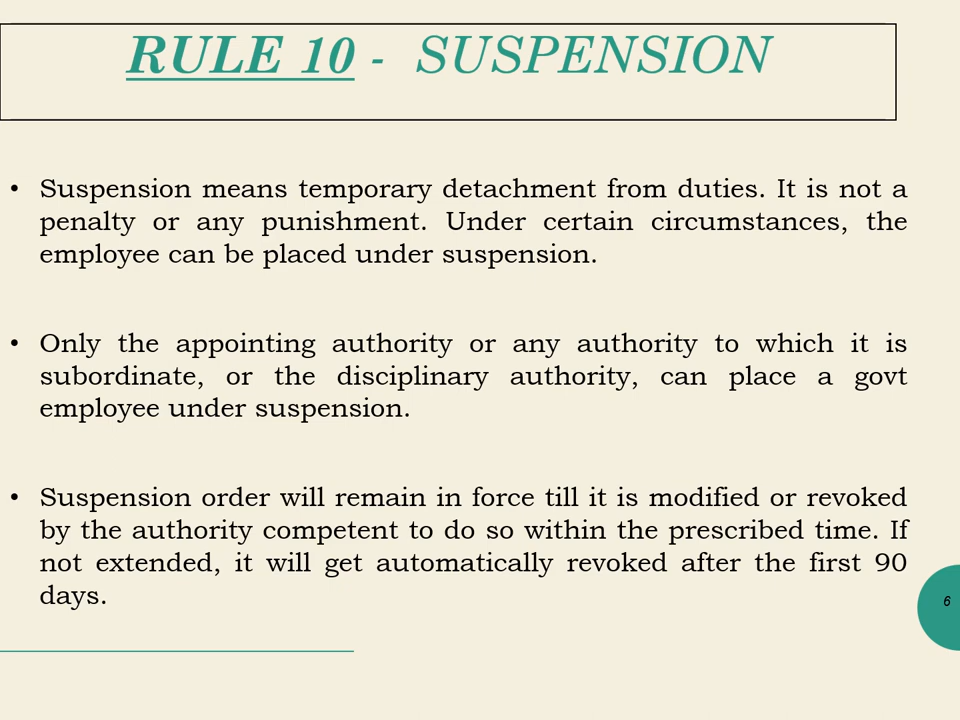 RULE 10 - SUSPENSION
• Suspension means temporary detachment from duties. It is not a
penalty or any punishment. Under certain circumstances, the
employee can be placed under suspension.
• Only the appointing authority or any authority to which it is
subordinate, or the disciplinary authority, can place a govt
employee under suspension.
• Suspension order will remain in force till it is modified or revoked
by the authority competent to do so within the prescribed time. If
not extended, it will get automatically revoked after the first 90
days.
6